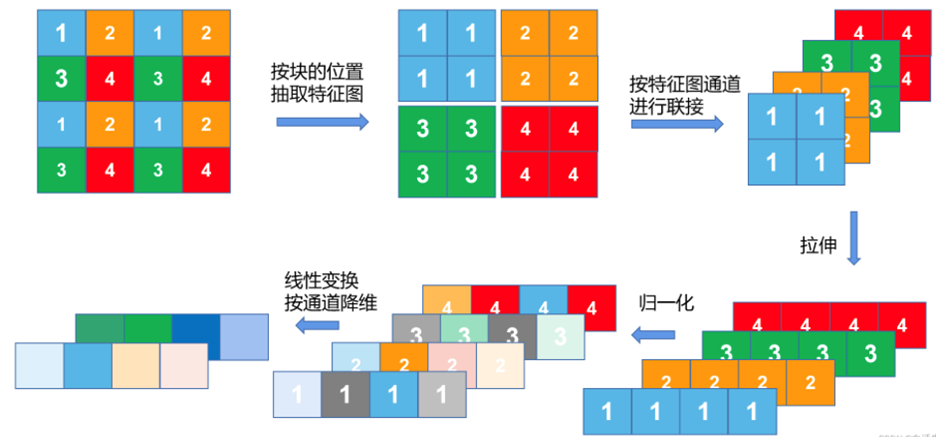 1 2 1 2
3 4 3 4
1 2 1 2
3 4 3 4
按块的位置
抽取特征图
1 1 2 2
1 1 2 2
3 3 4 4
3 3 4 4
按特征图通道
进行联接
4 4
4
3 3
3
2 2
2
1 1
1 1
拉伸
4 4 4 4
3 3 3 3
2 2 2 2
1 1 1 1
归一化
4 4 4 4
3 3 3 3
2 2 2 2
1 1 1 1
线性变换
按通道降维